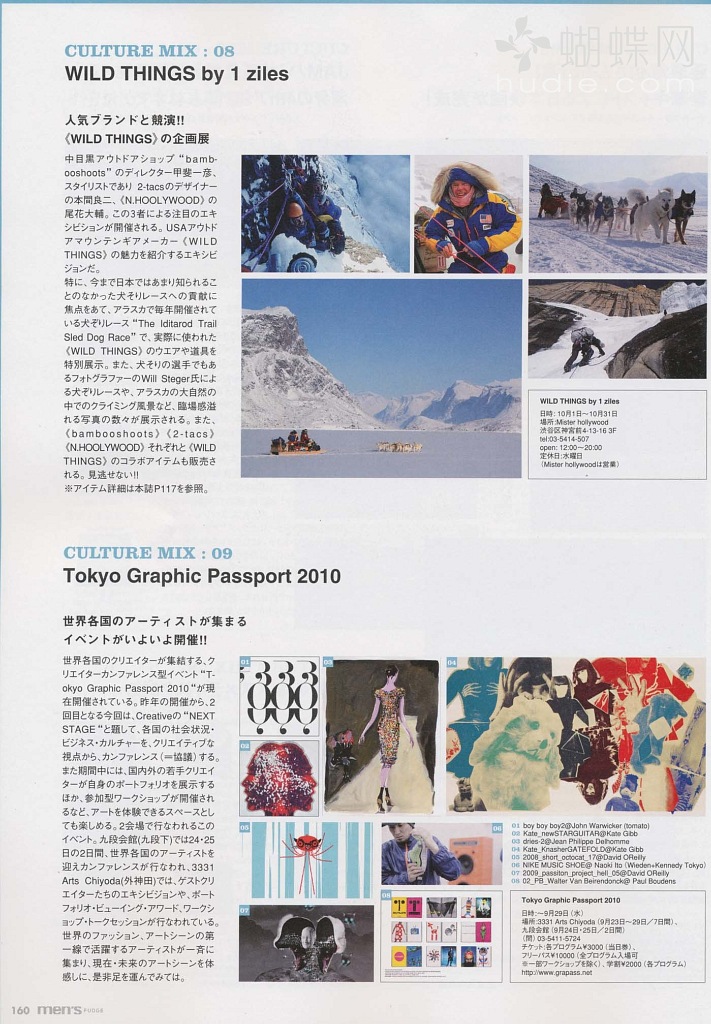 蝴蝶网
hudie.com
CULTURE MIX : 08
WILD THINGS by 1 ziles
人気ブランドと競演!!
《WILD THINGS》の企画展
中目黒アウトドアショップ“bamb-
ooshoots”のディレクター甲斐一彦、
スタイリストであり 2-tacsのデザイナー
の本間良二、《N.HOOLYWOOD》の
尾花大輔。この3者による注目のエキ
シビションが開催される。USAアウトド
アマウンテンギアメーカー《WILD
THINGS》の魅力を紹介するエキシビ
ジョンだ。
特に、今まで日本ではあまり知られるこ
とのなかった犬ぞりレースへの貢献に
焦点をあて、アラスカで毎年開催されて
いる犬ぞりレース“The Iditarod Trail
Sled Dog Race”で、実際に使われた
《WILD THINGS》のウエアや道具を
特別展示。また、犬そりの選手でもあ
るフォトグラファーのWill Steger氏によ
る犬ぞりレースや、アラスカの大自然の
中でのクライミング風景など、臨場感溢
れる写真の数々が展示される。また、
《bambooshoots》《2-tacs》
《N.HOOLYWOOD》それぞれと《WILD
THINGS》のコラボアイテムも販売さ
れる。見逃せない!!
※アイテム詳細は本誌P117を参照。
WILD THINGS by 1 ziles
日時: 10月1日〜10月31日
場所:Mister hollywood
渋谷区神宮前4-13-16 3F
tel:03-5414-507
open: 12:00〜20:00
定休日:水曜日
（Mister hollywoodは営業）
CULTURE MIX : 09
Tokyo Graphic Passport 2010
世界各国のアーティストが集まる
イベントがいよいよ開催!!
世界各国のクリエイターが集結する、ク
リエイターカンファレンス型イベント“T-
okyo Graphic Passport 2010“が現
在開催されている。昨年の開催から、2
回目となる今回は、Creativeの“NEXT
STAGE“と題して、各国の社会状況・
ビジネス・カルチャーを、クリエイティブな
視点から、カンファレンス（＝協議）する。
また期間中には、国内外の若手クリエイ
ターが自身のポートフォリオを展示する
ほか、参加型ワークショップが開催され
るなど、アートを体験できるスペースとし
ても楽しめる。2会場で行なわれるこの
イベント。九段会館(九段下)では24・25
日の2日間、世界各国のアーティストを
迎えカンファレンスが行なわれ、3331
Arts Chiyoda(外神田)では、ゲストクリ
エイターたちのエキシビジョンや、ポート
フォリオ・ビューイング・アワード、ワークシ
ョップ・トークセッションが行なわれている。
世界のファッション、アートシーンの第
一線で活躍するアーティストが一斉に
集まり、現在・未来のアートシーンを体
感しに、是非足を運んでみては。
01
02
03
04
05
06
07
08
01 boy boy boy2@John Warwicker (tomato)
02 Kate_newSTARGUITAR@Kate Gibb
03 dries-2@Jean Philippe Delhomme
04 Kate_KnasherGATEFOLD@Kate Gibb
05 2008_short_octocat_17@David OReilly
06 NIKE MUSIC SHOE@ Naoki Ito (Wieden+Kennedy Tokyo)
07 2009_passiton_project_hell_05@David OReilly
08 02_PB_Walter Van Beirendonck@ Paul Boudens
Tokyo Graphic Passport 2010
日時:〜9月29日（水）
場所:3331 Arts Chiyoda（9月23日〜29日／7日間）、
九段会館（9月24日・25日／2日間）
（問）03-5411-5724
チケット:各プログラム¥3000（当日券）、
フリーパス¥10000（全プログラム入場可
※一部ワークショップを除く）、学割¥2000（各プログラム）
http://www.grapass.net
160 men's FUDGE